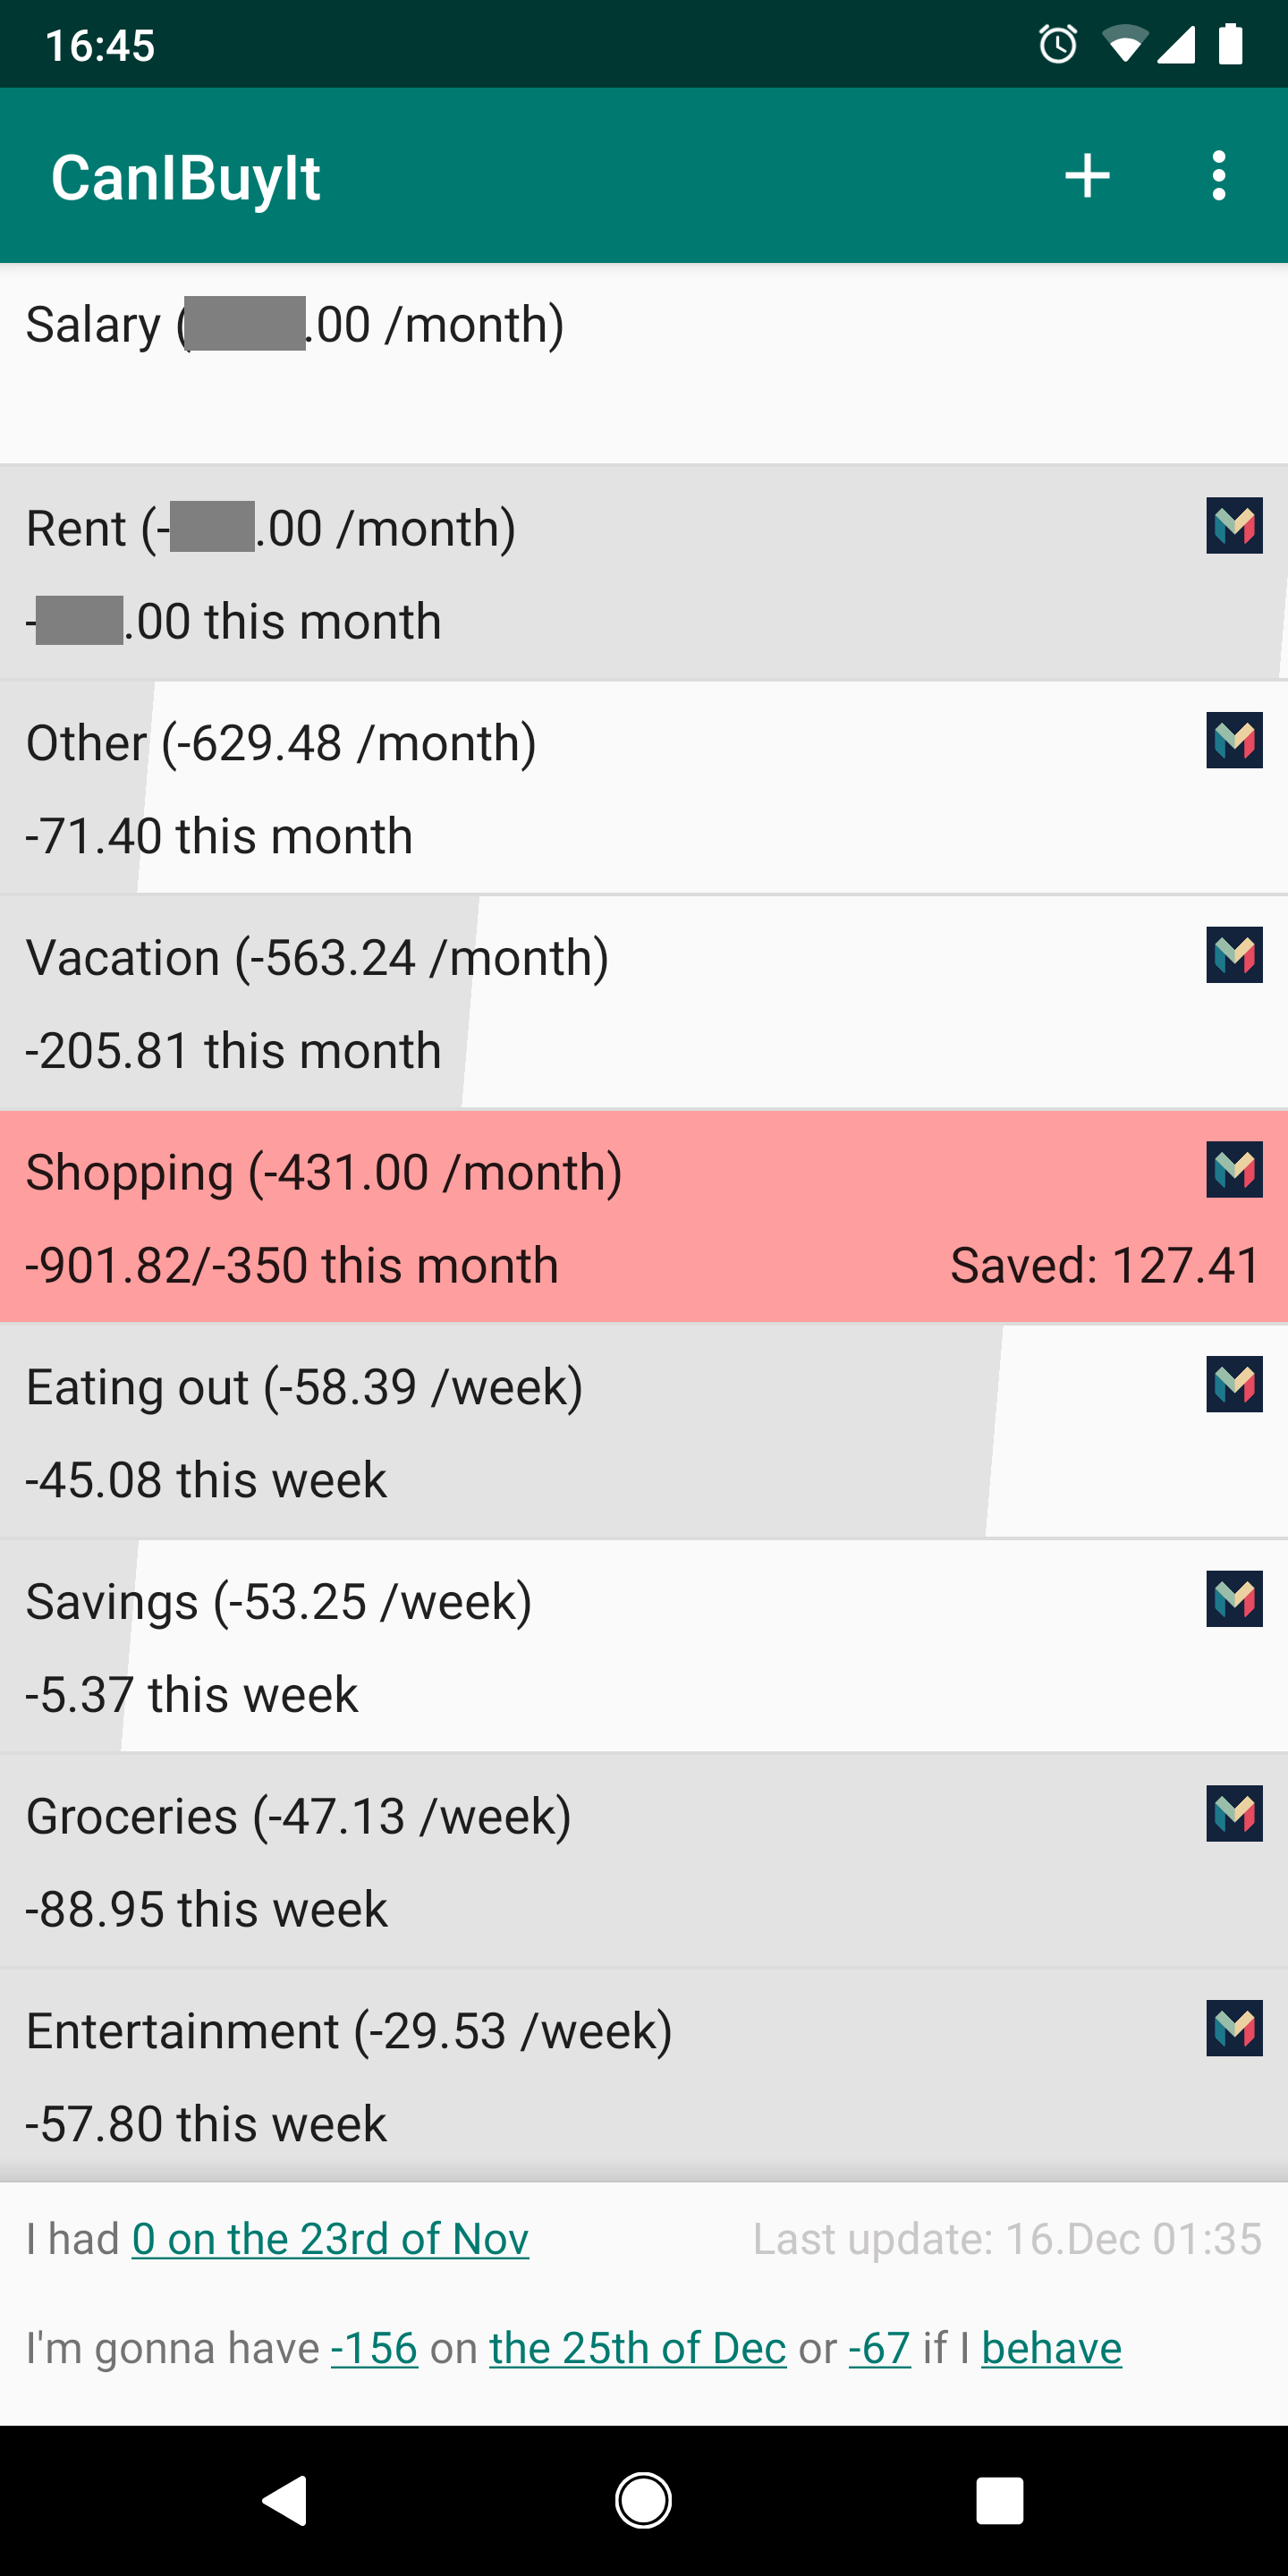 16:45
CanIBuyIt
Salary (.00 /month)
Rent (-.00 /month)
-.00 this month
Other (-629.48 /month)
-71.40 this month
Vacation (-563.24 /month)
-205.81 this month
Shopping (-431.00 /month)
-901.82/-350 this month Saved: 127.41
Eating out (-58.39 /week)
-45.08 this week
Savings (-53.25 /week)
-5.37 this week
Groceries (-47.13 /week)
-88.95 this week
Entertainment (-29.53 /week)
-57.80 this week
I had 0 on the 23rd of Nov Last update: 16.Dec 01:35
I'm gonna have -156 on the 25th of Dec or -67 if I behave